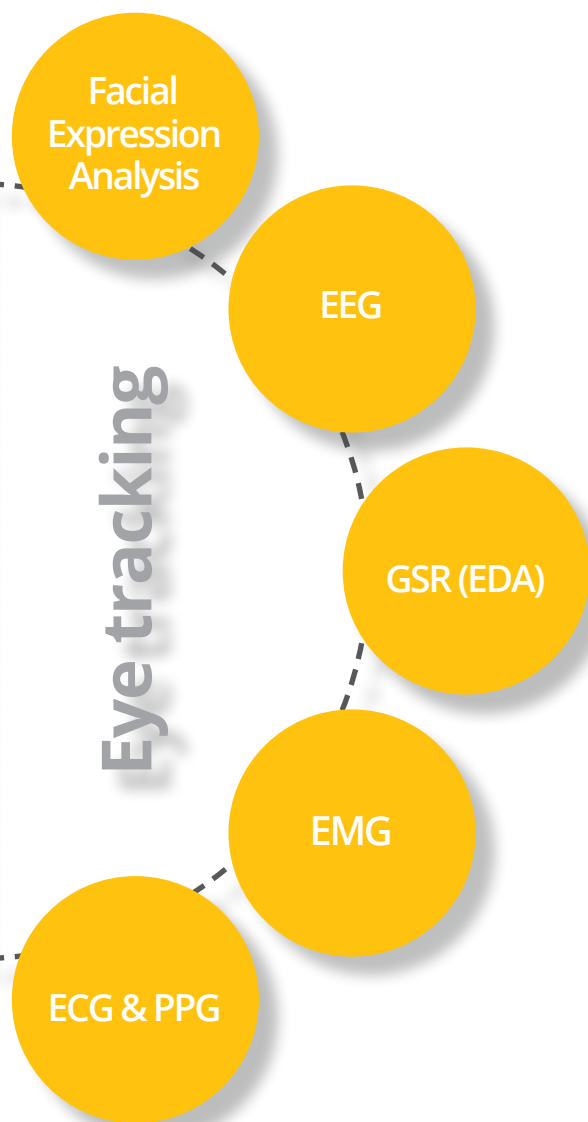 Facial
Expression
Analysis
EEG
Eye tracking
GSR (EDA)
EMG
ECG & PPG